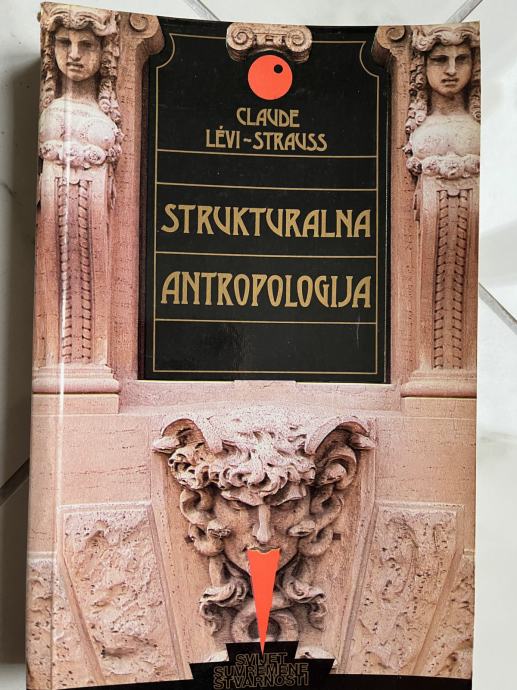 CLAUDE
LÉVI~STRAUSS
STRUKTURALNA
ANTROPOLOGIJA
SVIJET
SUVREMENE
STVARNOSTI